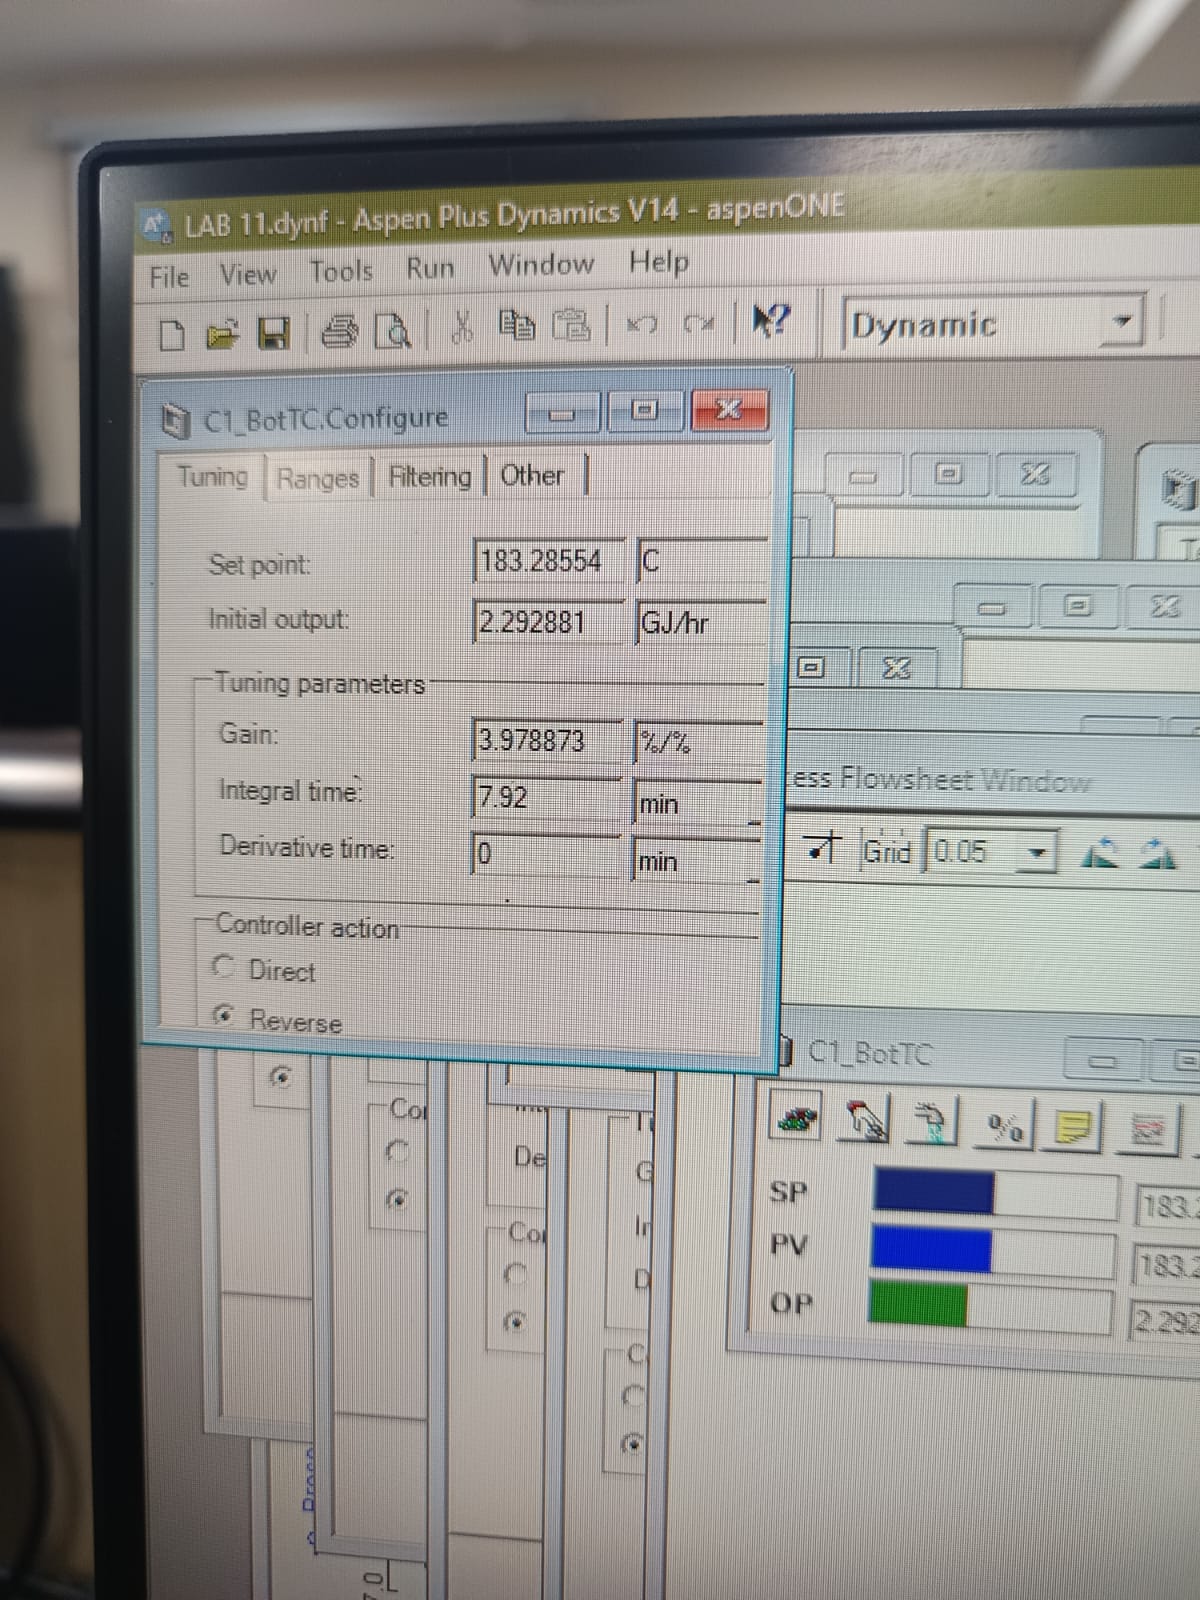 LAB 11.dynf - Aspen Plus Dynamics V14 - aspenONE
File View Tools Run Window Help
Dynamic
C1_BotTC.Configure
Tuning Ranges Filtering Other
Set point: 183.28554 C
Initial output: 2.292881 GJ/hr
Tuning parameters
Gain: 3.978873 %/%
Integral time: 7.92 min
Derivative time: 0 min
Controller action
Direct
Reverse
ess Flowsheet Window
Grid 0.05
C1_BotTC
%
SP 183.2
PV 183.2
OP 2.292
Co
De
Co
G
In
D
C